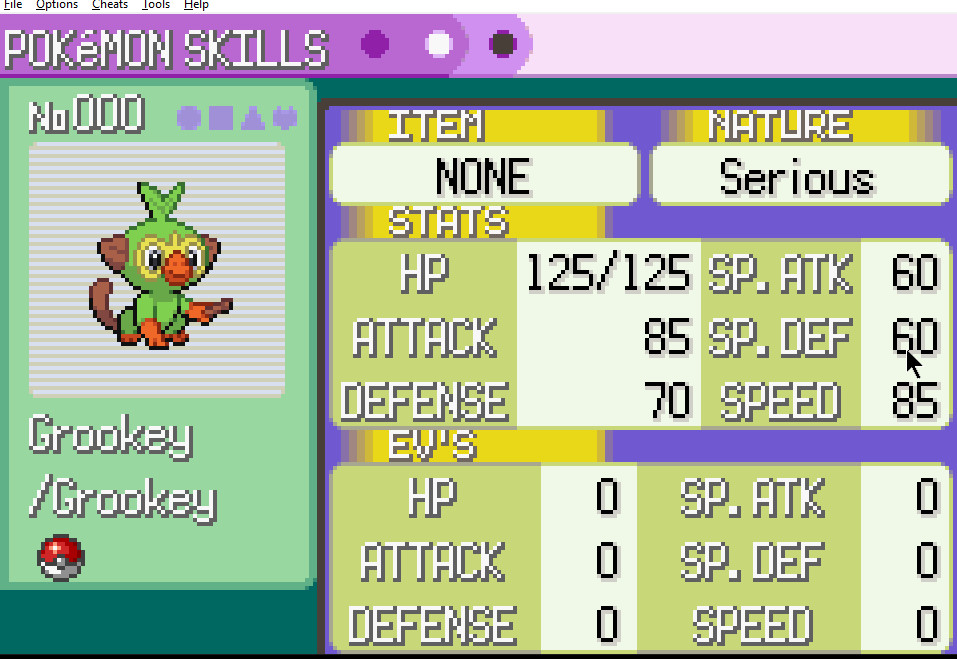 File Options Cheats Tools Help
POKéMON SKILLS
No000
ITEM NATURE
NONE Serious
STATS
HP 125/125 SP. ATK 60
ATTACK 85 SP. DEF 60
DEFENSE 70 SPEED 85
Grookey
/Grookey
EV'S
HP 0 SP. ATK 0
ATTACK 0 SP. DEF 0
DEFENSE 0 SPEED 0